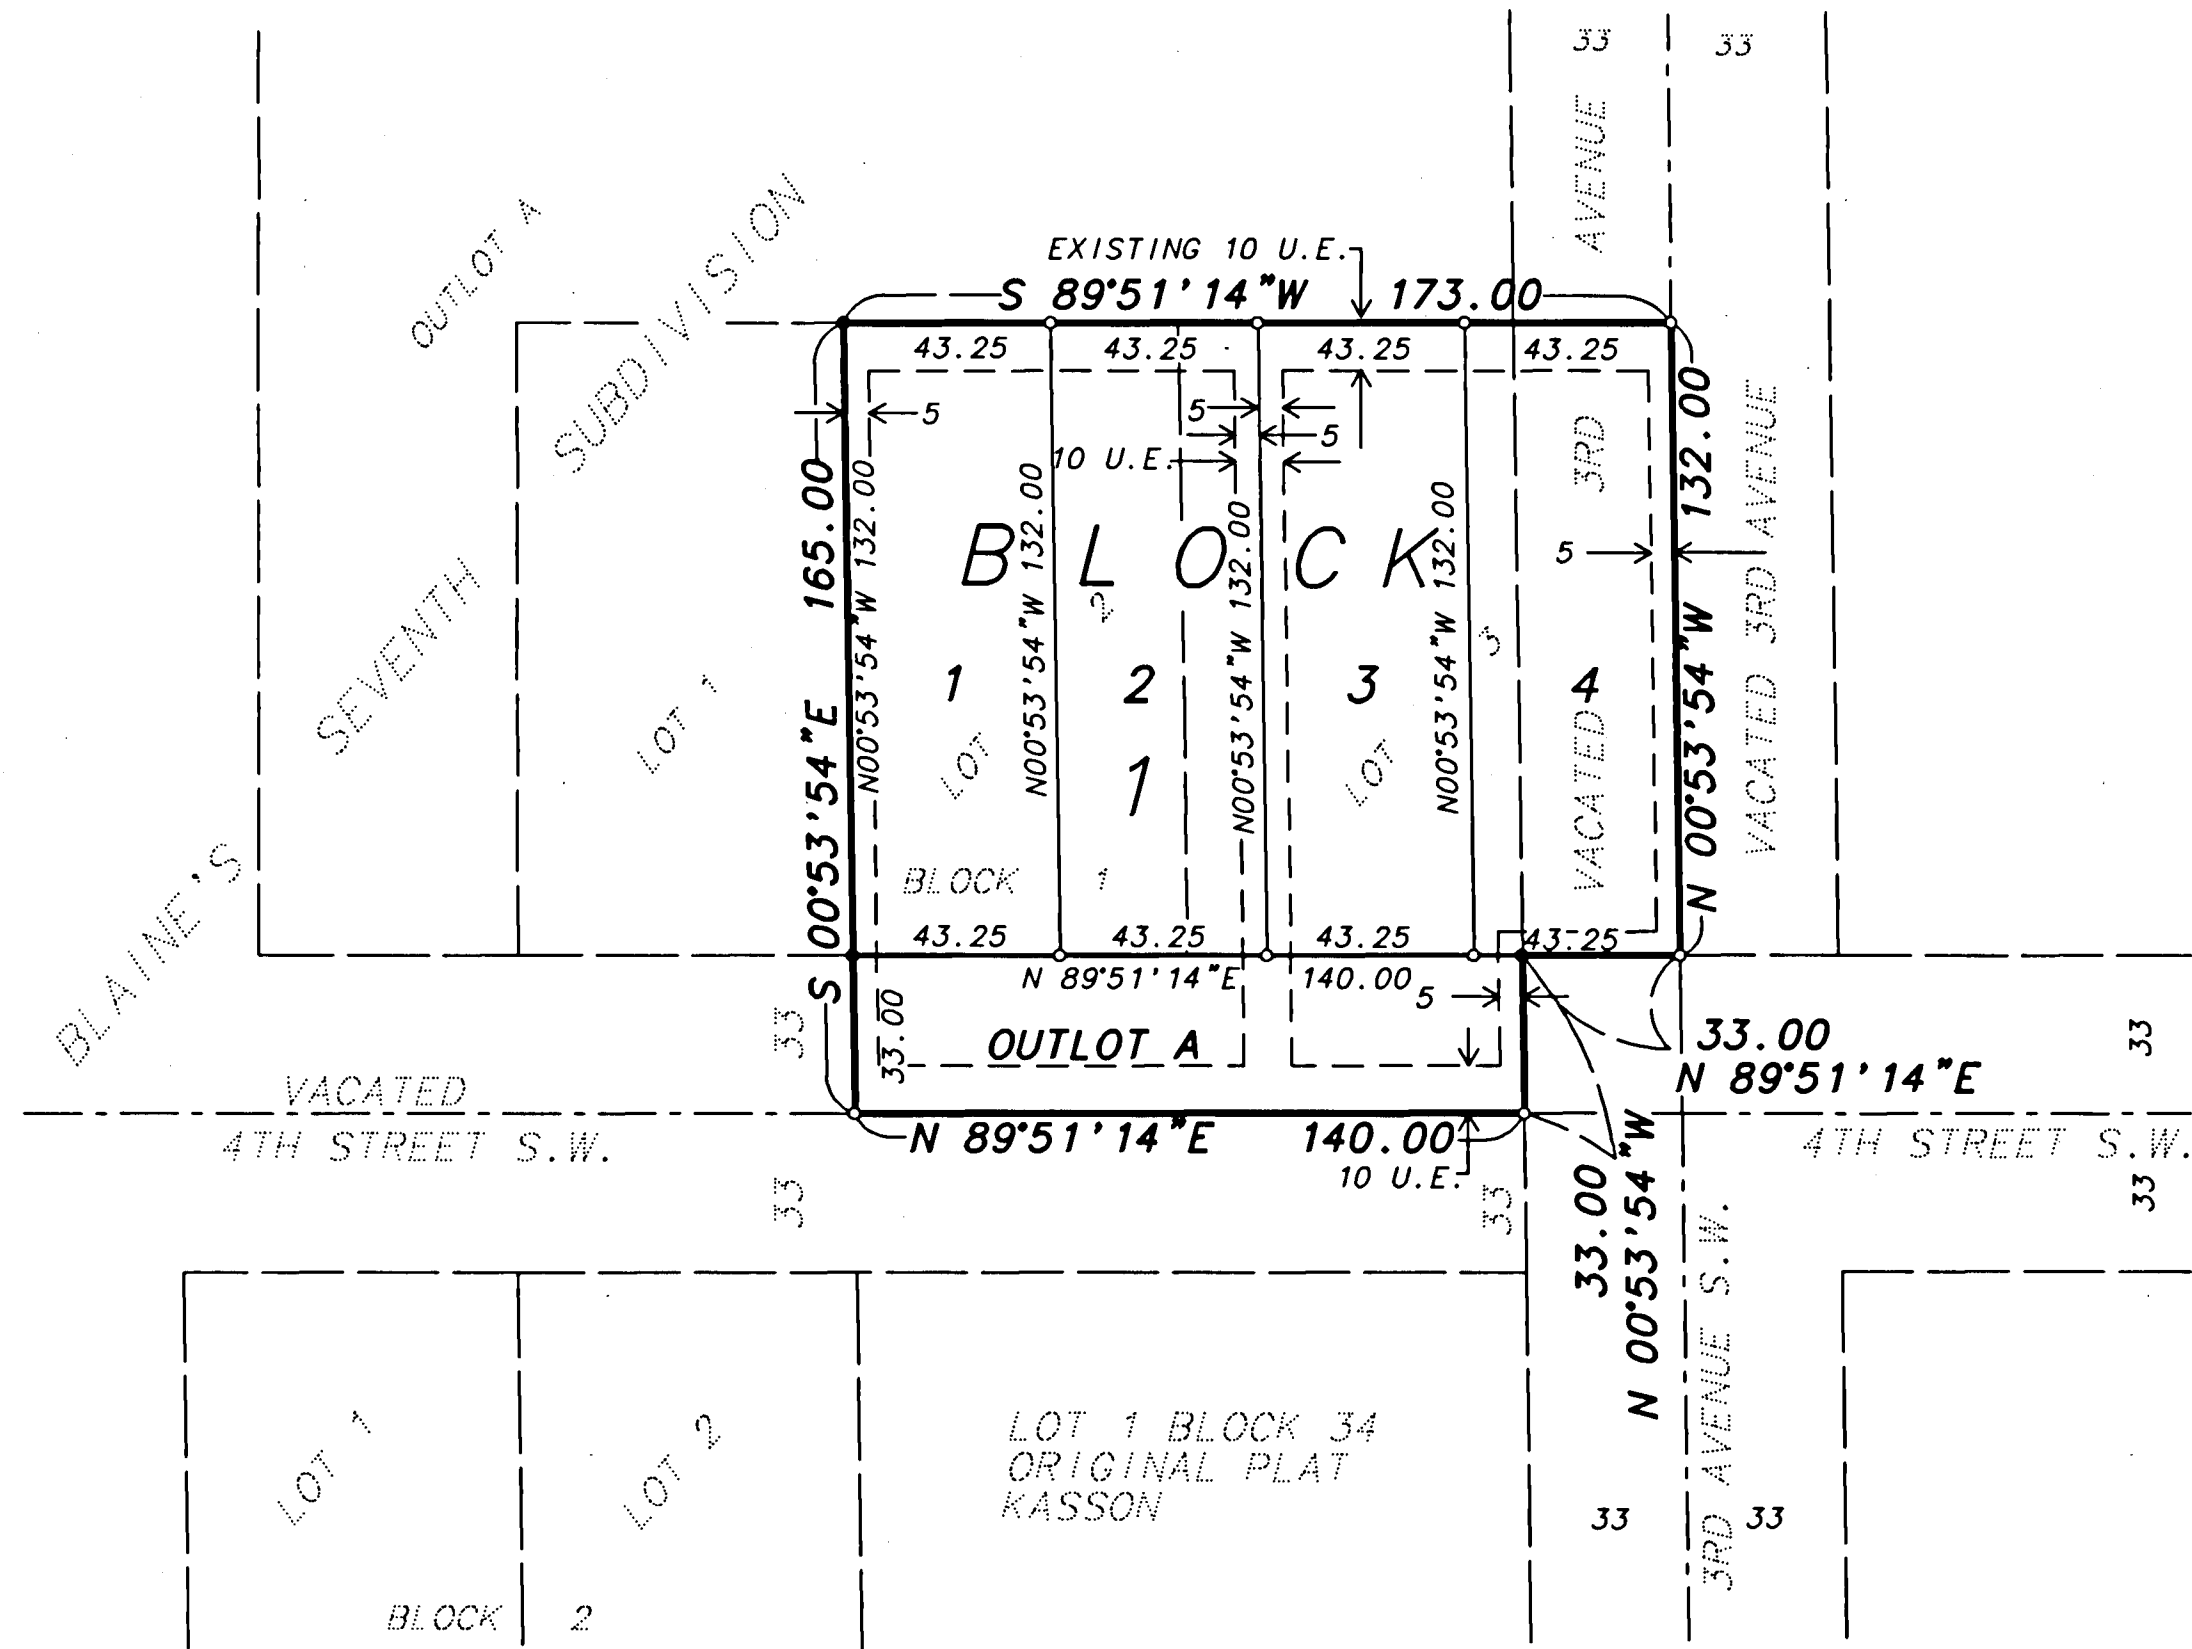 33
33
AVENUE
3RD
VACATED
OUTLOT A
SUBDIVISION
SEVENTH
BLAINE'S
EXISTING 10 U.E.
S 89°51'14"W 173.00
43.25
43.25
43.25
43.25
5
5
5
10 U.E.
5
S 00°53'54"E 165.00
N00°53'54"W 132.00
N00°53'54"W 132.00
N00°53'54"W 132.00
N00°53'54"W 132.00
N 00°53'54"W 132.00
VACATED 3RD AVENUE
BLOCK
1
1
2
3
4
LOT 1
LOT 2
LOT 3
BLOCK 1
43.25
43.25
43.25
43.25
N 89°51'14"E 140.00
5
33.00
OUTLOT A
33.00
N 89°51'14"E
33
33
VACATED
4TH STREET S.W.
N 89°51'14"E 140.00
10 U.E.
4TH STREET S.W.
33
33
33
33.00
N 00°53'54"W
3RD AVENUE S.W.
LOT 1
LOT 2
BLOCK 2
LOT 1 BLOCK 34
ORIGINAL PLAT
KASSON
33
33